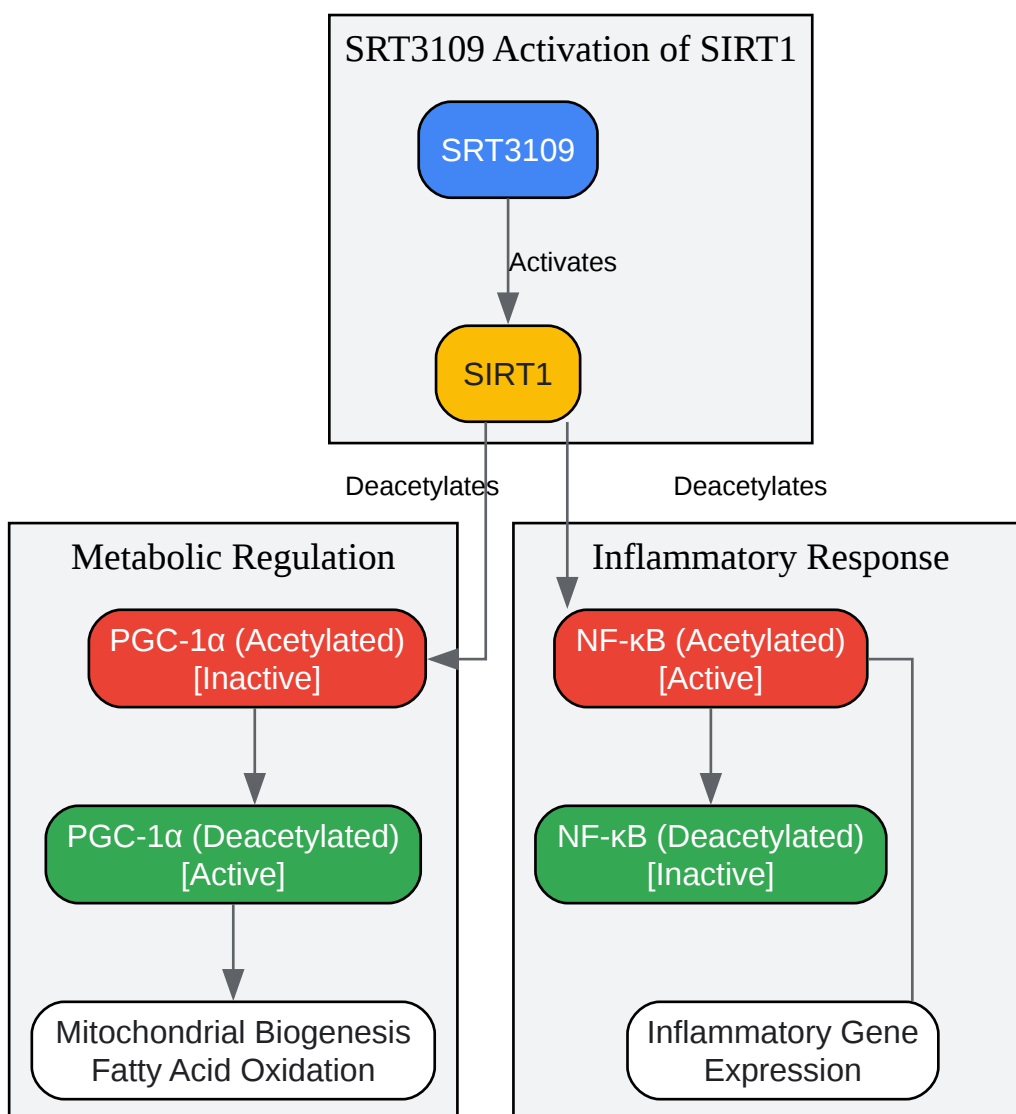 SRT3109 Activation of SIRT1
SRT3109
Activates
SIRT1
Deacetylates
Deacetylates
Metabolic Regulation
PGC-1α (Acetylated)
[Inactive]
PGC-1α (Deacetylated)
[Active]
Mitochondrial Biogenesis
Fatty Acid Oxidation
Inflammatory Response
NF-κB (Acetylated)
[Active]
NF-κB (Deacetylated)
[Inactive]
Inflammatory Gene
Expression